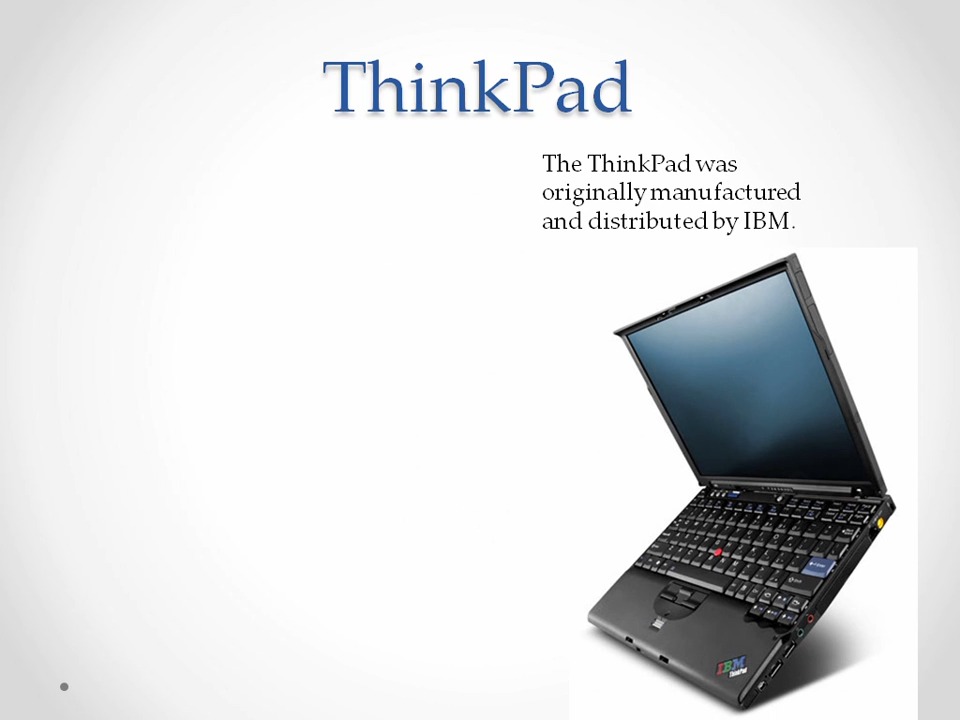 ThinkPad
The ThinkPad was
originally manufactured
and distributed by IBM.
IBM
ThinkPad